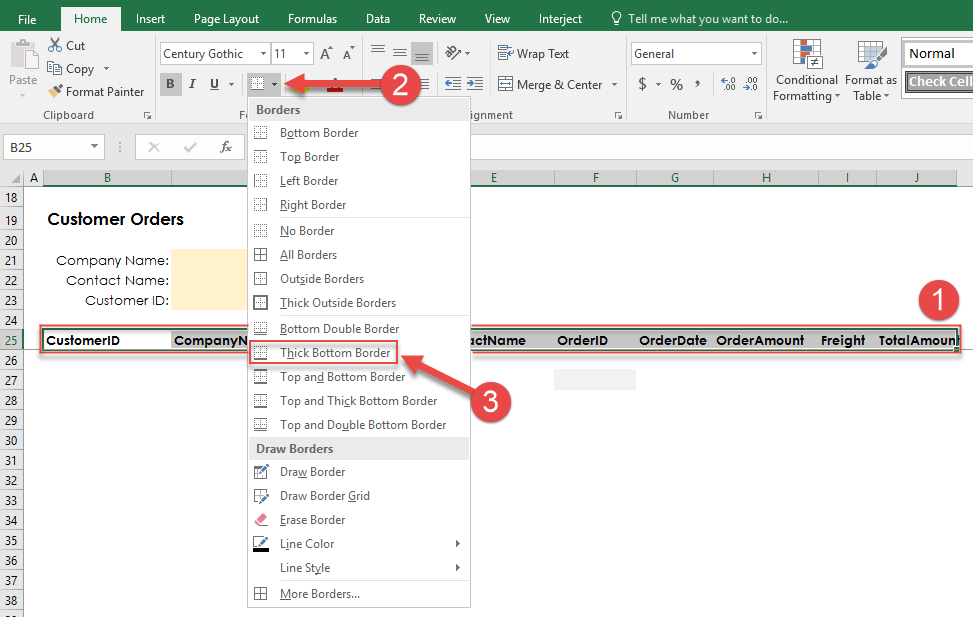 File Home Insert Page Layout Formulas Data Review View Interject Tell me what you want to do...
Cut
Copy
Format Painter
Paste
Clipboard
Century Gothic 11 A A
B I U
2
Wrap Text
Merge & Center
ignment
General
$ % ,
Number
Conditional Formatting
Format as Table
Normal
Check Cell
B25
fx
A B E F G H I J
18
19 Customer Orders
20
21 Company Name:
22 Contact Name:
23 Customer ID:
24
1
25 CustomerID CompanyN actName OrderID OrderDate OrderAmount Freight TotalAmount
26
27
28
29
30
31
32
33
34
35
36
37
38
Borders
Bottom Border
Top Border
Left Border
Right Border
No Border
All Borders
Outside Borders
Thick Outside Borders
Bottom Double Border
Thick Bottom Border
3
Top and Bottom Border
Top and Thick Bottom Border
Top and Double Bottom Border
Draw Borders
Draw Border
Draw Border Grid
Erase Border
Line Color
Line Style
More Borders...